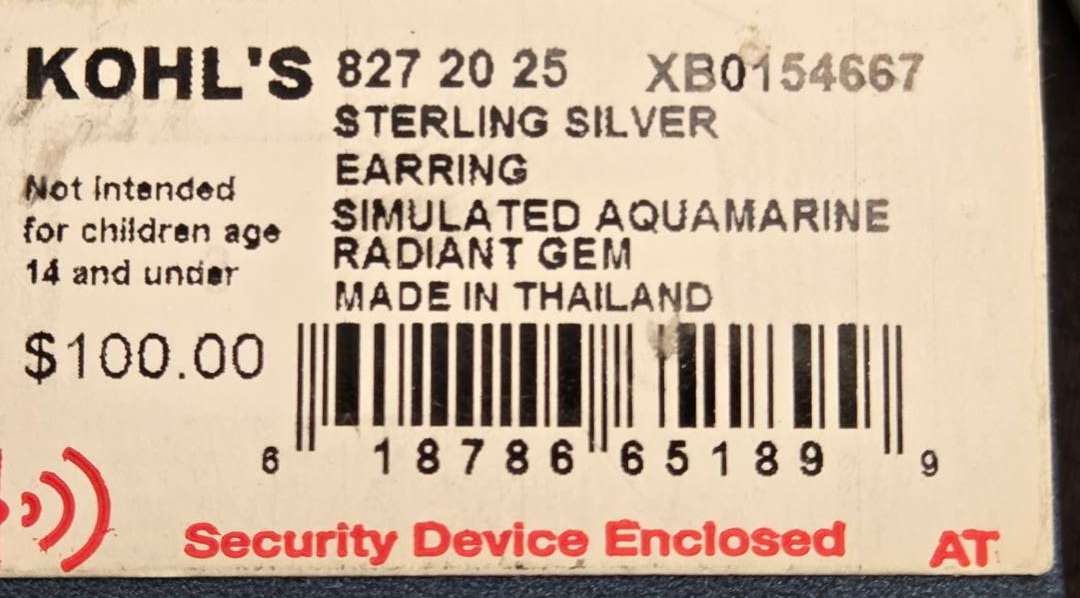 KOHL'S 827 20 25 XB0154667
STERLING SILVER
EARRING
SIMULATED AQUAMARINE
RADIANT GEM
MADE IN THAILAND
Not intended
for children age
14 and under
$100.00
6 18786 65189 9
Security Device Enclosed AT